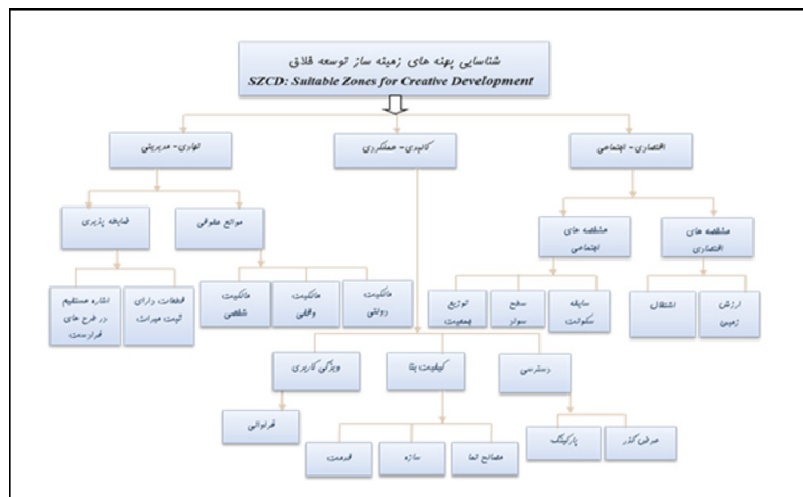 شناسایی پهنه های زمینه ساز توسعه خلاق
SZCD: Suitable Zones for Creative Development
اقتصادی- اجتماعی
کالبدی- عملکردی
نهادی- مدیریتی
مشخصه های
اقتصادی
مشخصه های
اجتماعی
موانع حقوقی
ضابطه پذیری
ارزش
زمین
اشتغال
سابقه
سکونت
سطح
سواد
توزیع
جمعیت
مالکیت
دولتی
مالکیت
وقفی
مالکیت
شخصی
قطعات دارای
ثبت میراث
اشاره مستقیم
در طرح های
فرادست
دسترسی
کیفیت بنا
ویژگی کاربری
عرض گذر
پارکینگ
مصالح نما
سازه
قدمت
فراوانی